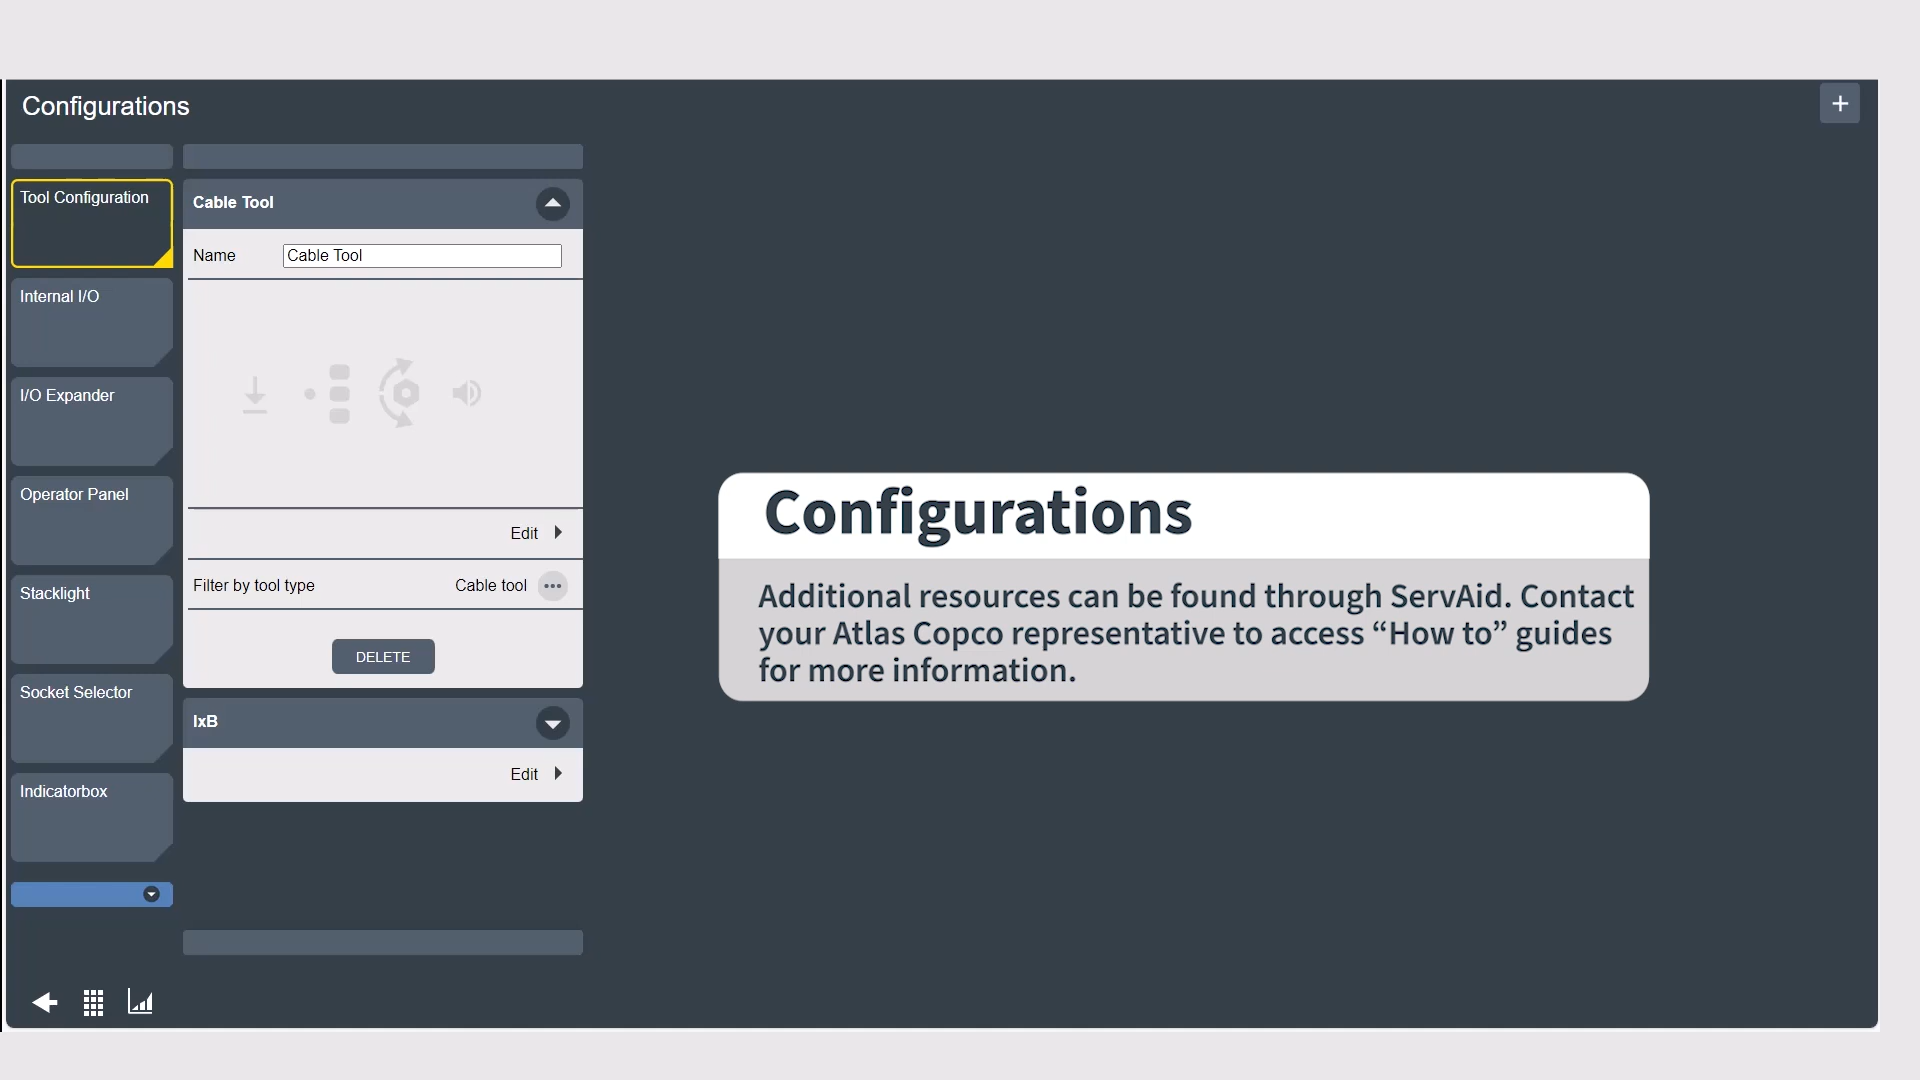 Configurations
+
Tool Configuration
Internal I/O
I/O Expander
Operator Panel
Stacklight
Socket Selector
Indicatorbox
Cable Tool
Name Cable Tool
Edit
Filter by tool type Cable tool
DELETE
IxB
Edit
Configurations
Additional resources can be found through ServAid. Contact
your Atlas Copco representative to access “How to” guides
for more information.